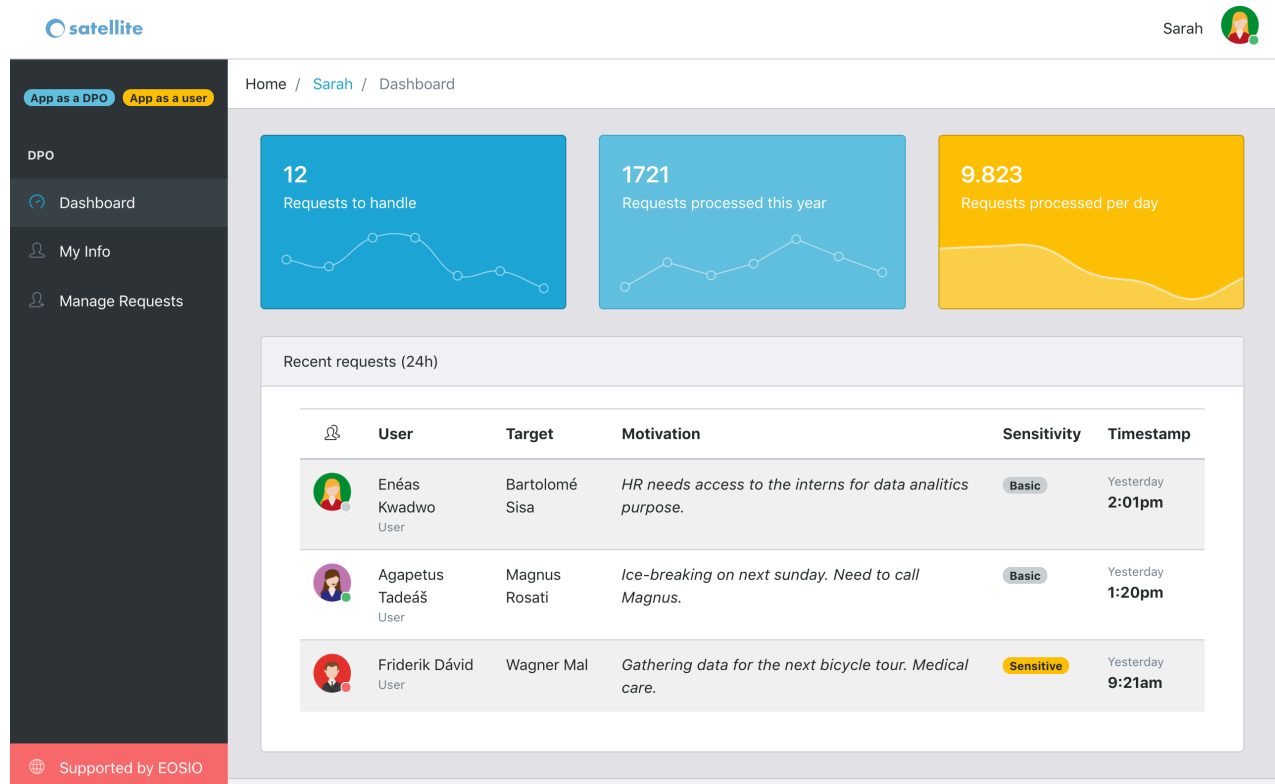 satellite
Sarah
App as a DPO
App as a user
DPO
Dashboard
My Info
Manage Requests
Supported by EOSIO
Home / Sarah / Dashboard
12
Requests to handle
1721
Requests processed this year
9.823
Requests processed per day
Recent requests (24h)
User Target Motivation Sensitivity Timestamp
Enéas
Kwadwo
User
Bartolomé
Sisa
HR needs access to the interns for data analitics
purpose.
Basic
Yesterday
2:01pm
Agapetus
Tadeáš
User
Magnus
Rosati
Ice-breaking on next sunday. Need to call
Magnus.
Basic
Yesterday
1:20pm
Friderik Dávid
User
Wagner Mal
Gathering data for the next bicycle tour. Medical
care.
Sensitive
Yesterday
9:21am